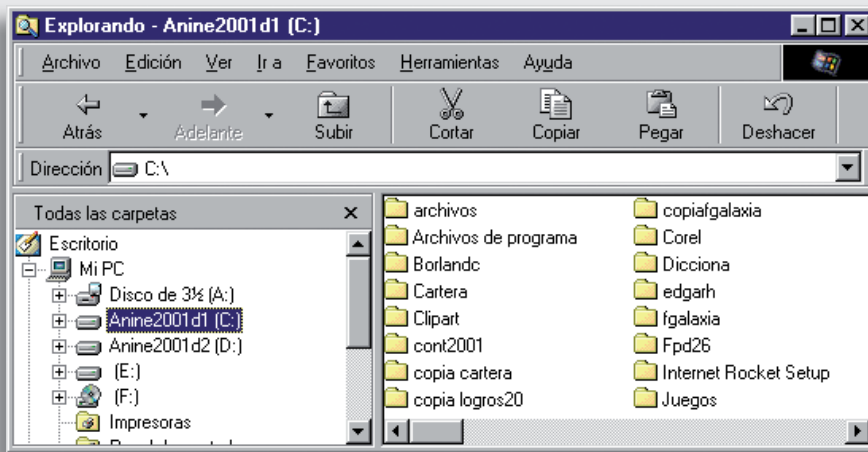 Explorando - Anine2001d1 (C:)
Archivo Edición Ver Ir a Favoritos Herramientas Ayuda
Atrás Adelante Subir Cortar Copiar Pegar Deshacer
Dirección C:\
Todas las carpetas
Escritorio
Mi PC
Disco de 3½ (A:)
Anine2001d1 (C:)
Anine2001d2 (D:)
(E:)
(F:)
Impresoras
archivos
Archivos de programa
Borlandc
Cartera
Clipart
cont2001
copia cartera
copia logros20
copiafgalaxia
Corel
Dicciona
edgarh
fgalaxia
Fpd26
Internet Rocket Setup
Juegos